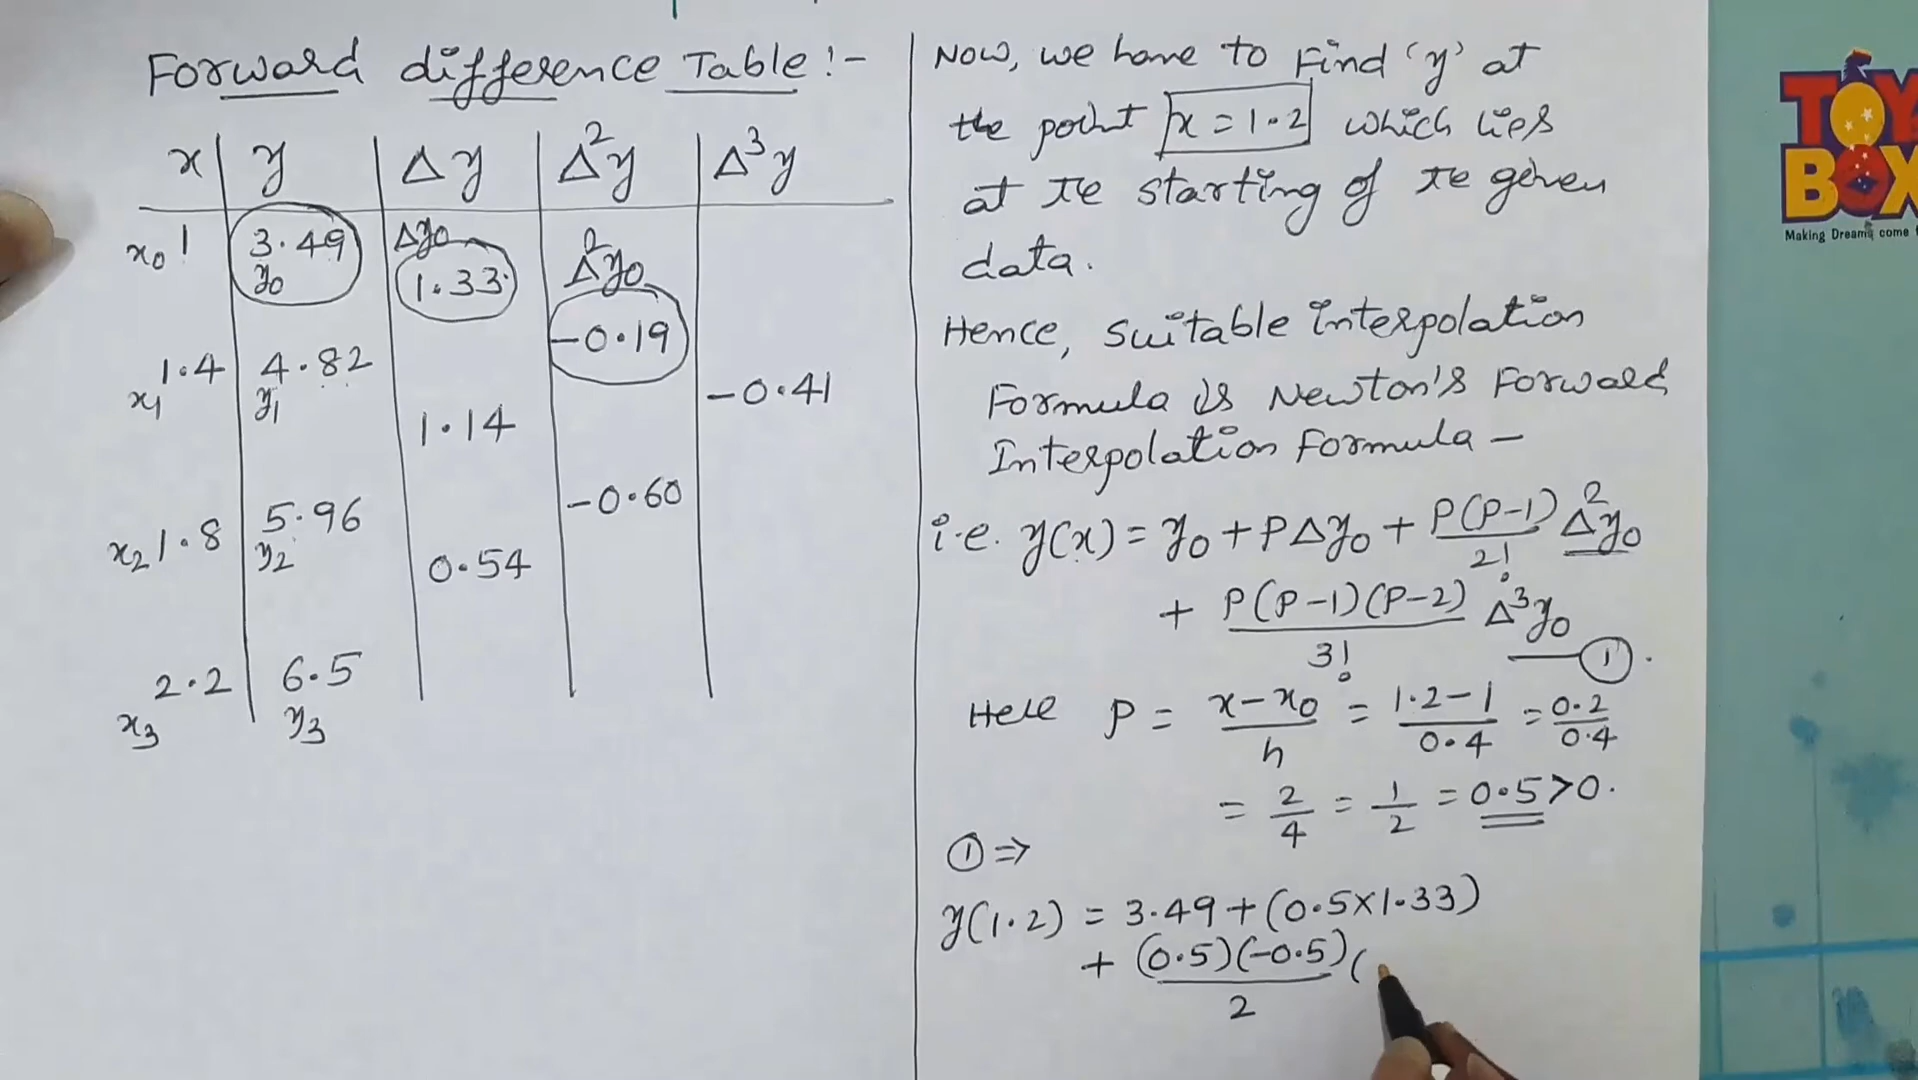 Forward difference Table :-
x y Δy Δ²y Δ³y
x₀ 1 3.49 y₀ Δy₀ 1.33 Δ²y₀ -0.19
x₁ 1.4 4.82 y₁ 1.14 -0.41
x₂ 1.8 5.96 y₂ 0.54 -0.60
x₃ 2.2 6.5 y₃
Now, we have to Find 'y' at
the point x = 1.2 which lies
at the starting of the given
data.
Hence, Suitable interpolation
Formula is Newton's Forward
Interpolation Formula -
i.e. y(x) = y₀ + PΔy₀ + P(P-1)/2! Δ²y₀
+ P(P-1)(P-2)/3! Δ³y₀ — ①.
Here P = x-x₀/h = 1.2-1/0.4 = 0.2/0.4
= 2/4 = 1/2 = 0.5 > 0.
① ⇒
y(1.2) = 3.49 + (0.5×1.33)
+ (0.5)(-0.5)/2 (
TOY
BOX
Making Dreams come